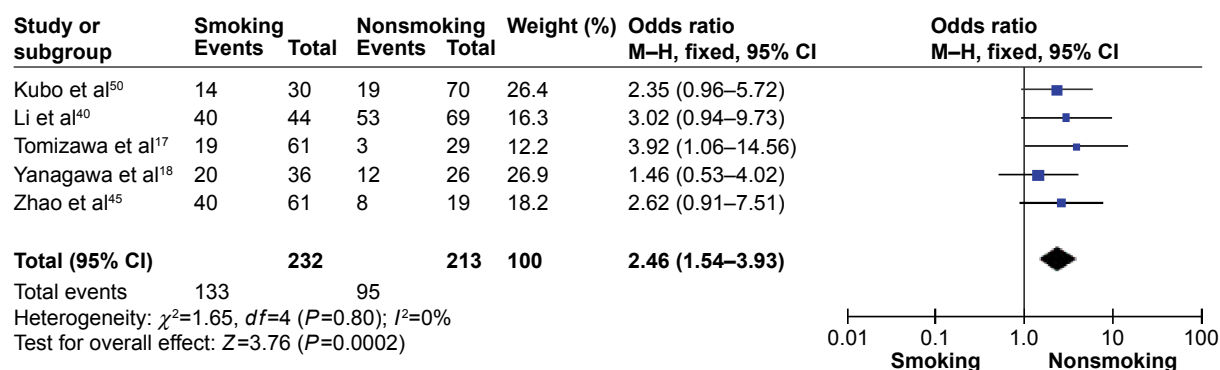 Study or subgroup Smoking Nonsmoking Weight (%) Odds ratio Odds ratio
Events Total Events Total M–H, fixed, 95% CI M–H, fixed, 95% CI
Kubo et al50 14 30 19 70 26.4 2.35 (0.96–5.72)
Li et al40 40 44 53 69 16.3 3.02 (0.94–9.73)
Tomizawa et al17 19 61 3 29 12.2 3.92 (1.06–14.56)
Yanagawa et al18 20 36 12 26 26.9 1.46 (0.53–4.02)
Zhao et al45 40 61 8 19 18.2 2.62 (0.91–7.51)
Total (95% CI) 232 213 100 2.46 (1.54–3.93)
Total events 133 95
Heterogeneity: χ2=1.65, df=4 (P=0.80); I2=0%
Test for overall effect: Z=3.76 (P=0.0002)
0.01 0.1 1.0 10 100
Smoking Nonsmoking